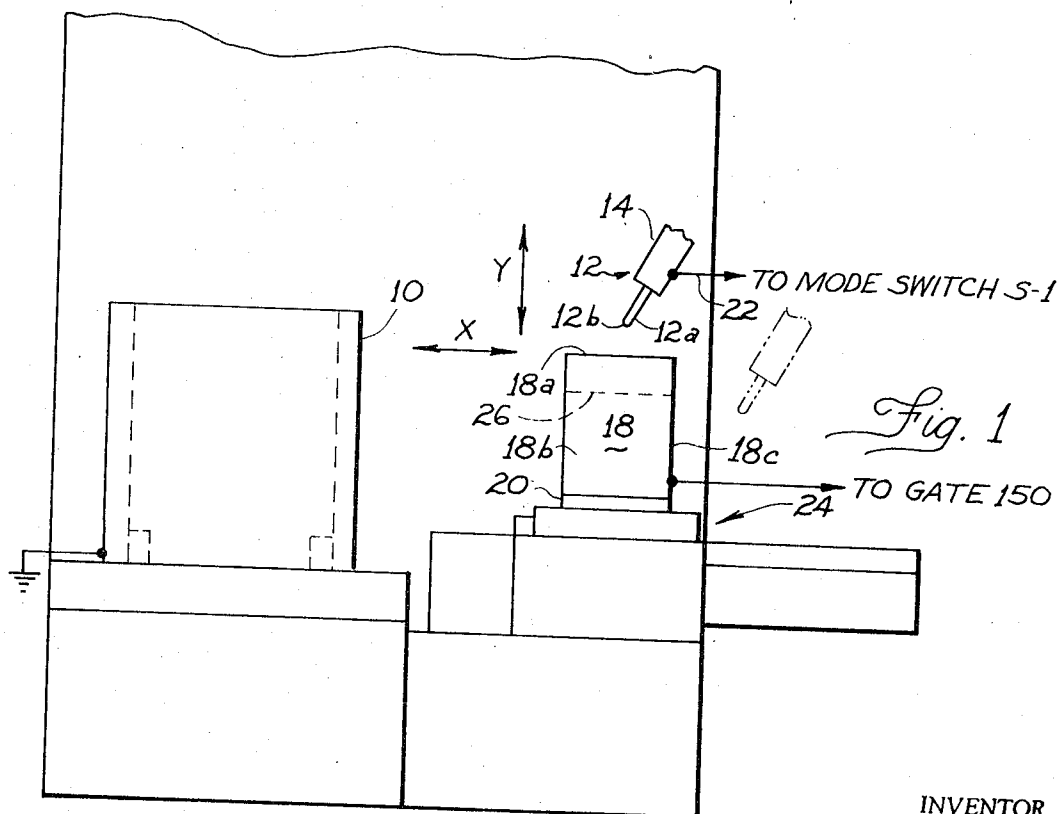 14
Y
12
TO MODE SWITCH S-1
22
12b
12a
10
X
18a
26
18
Fig. 1
18b
18c
20
TO GATE 150
24
INVENTOR